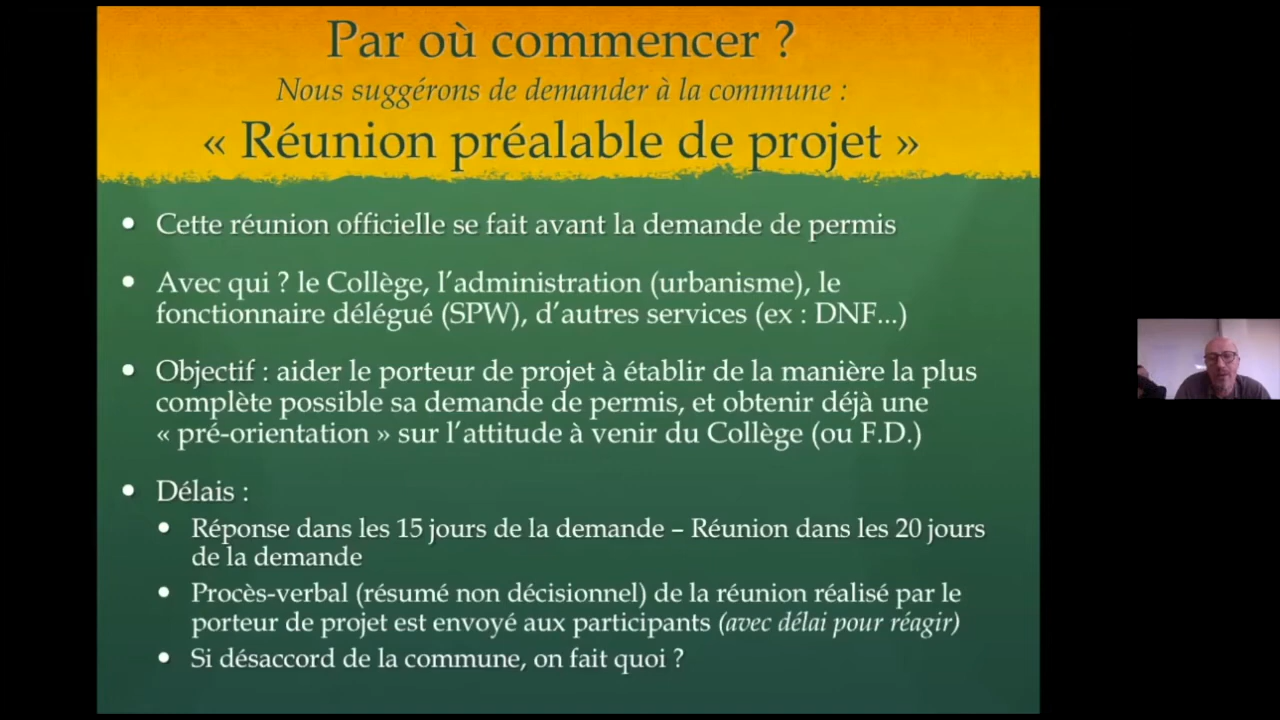 Par où commencer ?
Nous suggérons de demander à la commune :
« Réunion préalable de projet »
• Cette réunion officielle se fait avant la demande de permis
• Avec qui ? le Collège, l’administration (urbanisme), le
fonctionnaire délégué (SPW), d’autres services (ex : DNF...)
• Objectif : aider le porteur de projet à établir de la manière la plus
complète possible sa demande de permis, et obtenir déjà une
« pré-orientation » sur l’attitude à venir du Collège (ou F.D.)
• Délais :
• Réponse dans les 15 jours de la demande – Réunion dans les 20 jours
de la demande
• Procès-verbal (résumé non décisionnel) de la réunion réalisé par le
porteur de projet est envoyé aux participants (avec délai pour réagir)
• Si désaccord de la commune, on fait quoi ?